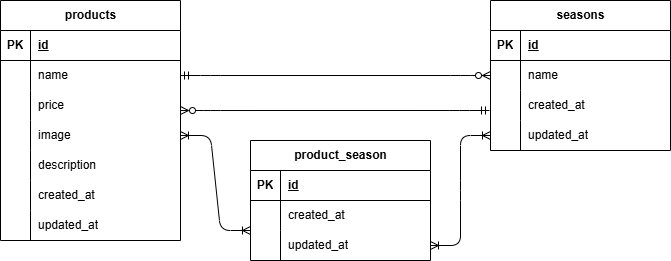 products
PK id
name
price
image
description
created_at
updated_at
seasons
PK id
name
created_at
updated_at
product_season
PK id
created_at
updated_at